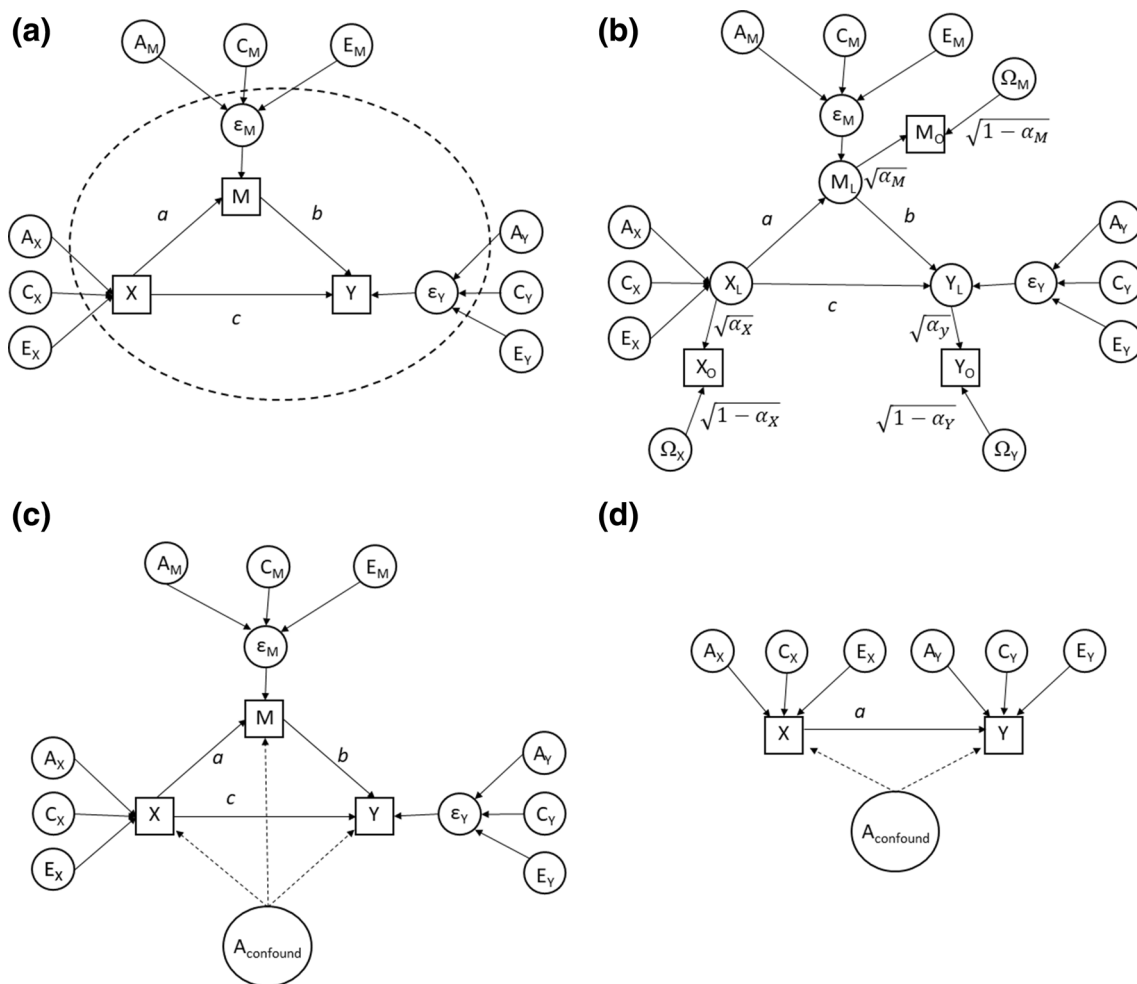 (a)
A_M
C_M
E_M
ε_M
M
a
b
A_X
C_X
E_X
X
c
Y
ε_Y
A_Y
C_Y
E_Y
(b)
A_M
C_M
E_M
Ω_M
ε_M
M_O
√(1 − α_M)
M_L
√α_M
a
b
A_X
C_X
E_X
X_L
c
Y_L
ε_Y
A_Y
C_Y
E_Y
√α_X
√α_y
X_O
Y_O
√(1 − α_X)
√(1 − α_Y)
Ω_X
Ω_Y
(c)
A_M
C_M
E_M
ε_M
M
a
b
A_X
C_X
E_X
X
c
Y
ε_Y
A_Y
C_Y
E_Y
A_confound
(d)
A_X
C_X
E_X
A_Y
C_Y
E_Y
X
a
Y
A_confound